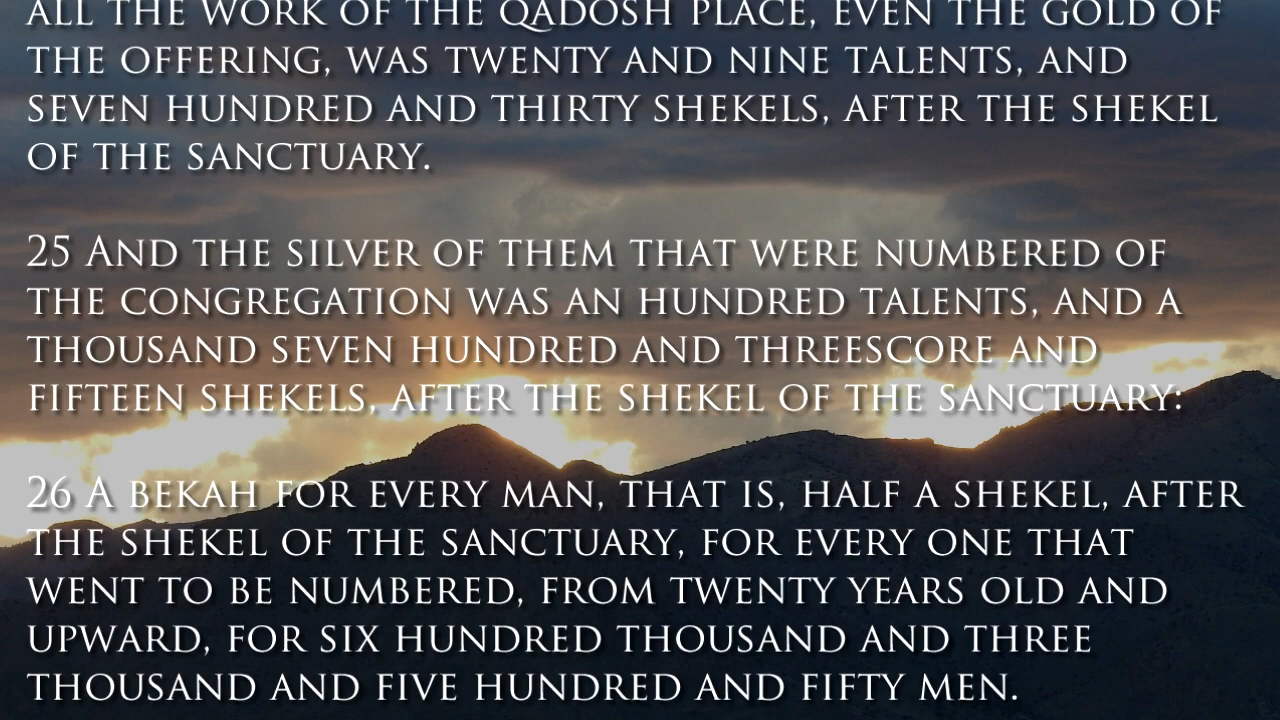 ALL THE WORK OF THE QADOSH PLACE, EVEN THE GOLD OF
THE OFFERING, WAS TWENTY AND NINE TALENTS, AND
SEVEN HUNDRED AND THIRTY SHEKELS, AFTER THE SHEKEL
OF THE SANCTUARY.
25 AND THE SILVER OF THEM THAT WERE NUMBERED OF
THE CONGREGATION WAS AN HUNDRED TALENTS, AND A
THOUSAND SEVEN HUNDRED AND THREESCORE AND
FIFTEEN SHEKELS, AFTER THE SHEKEL OF THE SANCTUARY:
26 A BEKAH FOR EVERY MAN, THAT IS, HALF A SHEKEL, AFTER
THE SHEKEL OF THE SANCTUARY, FOR EVERY ONE THAT
WENT TO BE NUMBERED, FROM TWENTY YEARS OLD AND
UPWARD, FOR SIX HUNDRED THOUSAND AND THREE
THOUSAND AND FIVE HUNDRED AND FIFTY MEN.